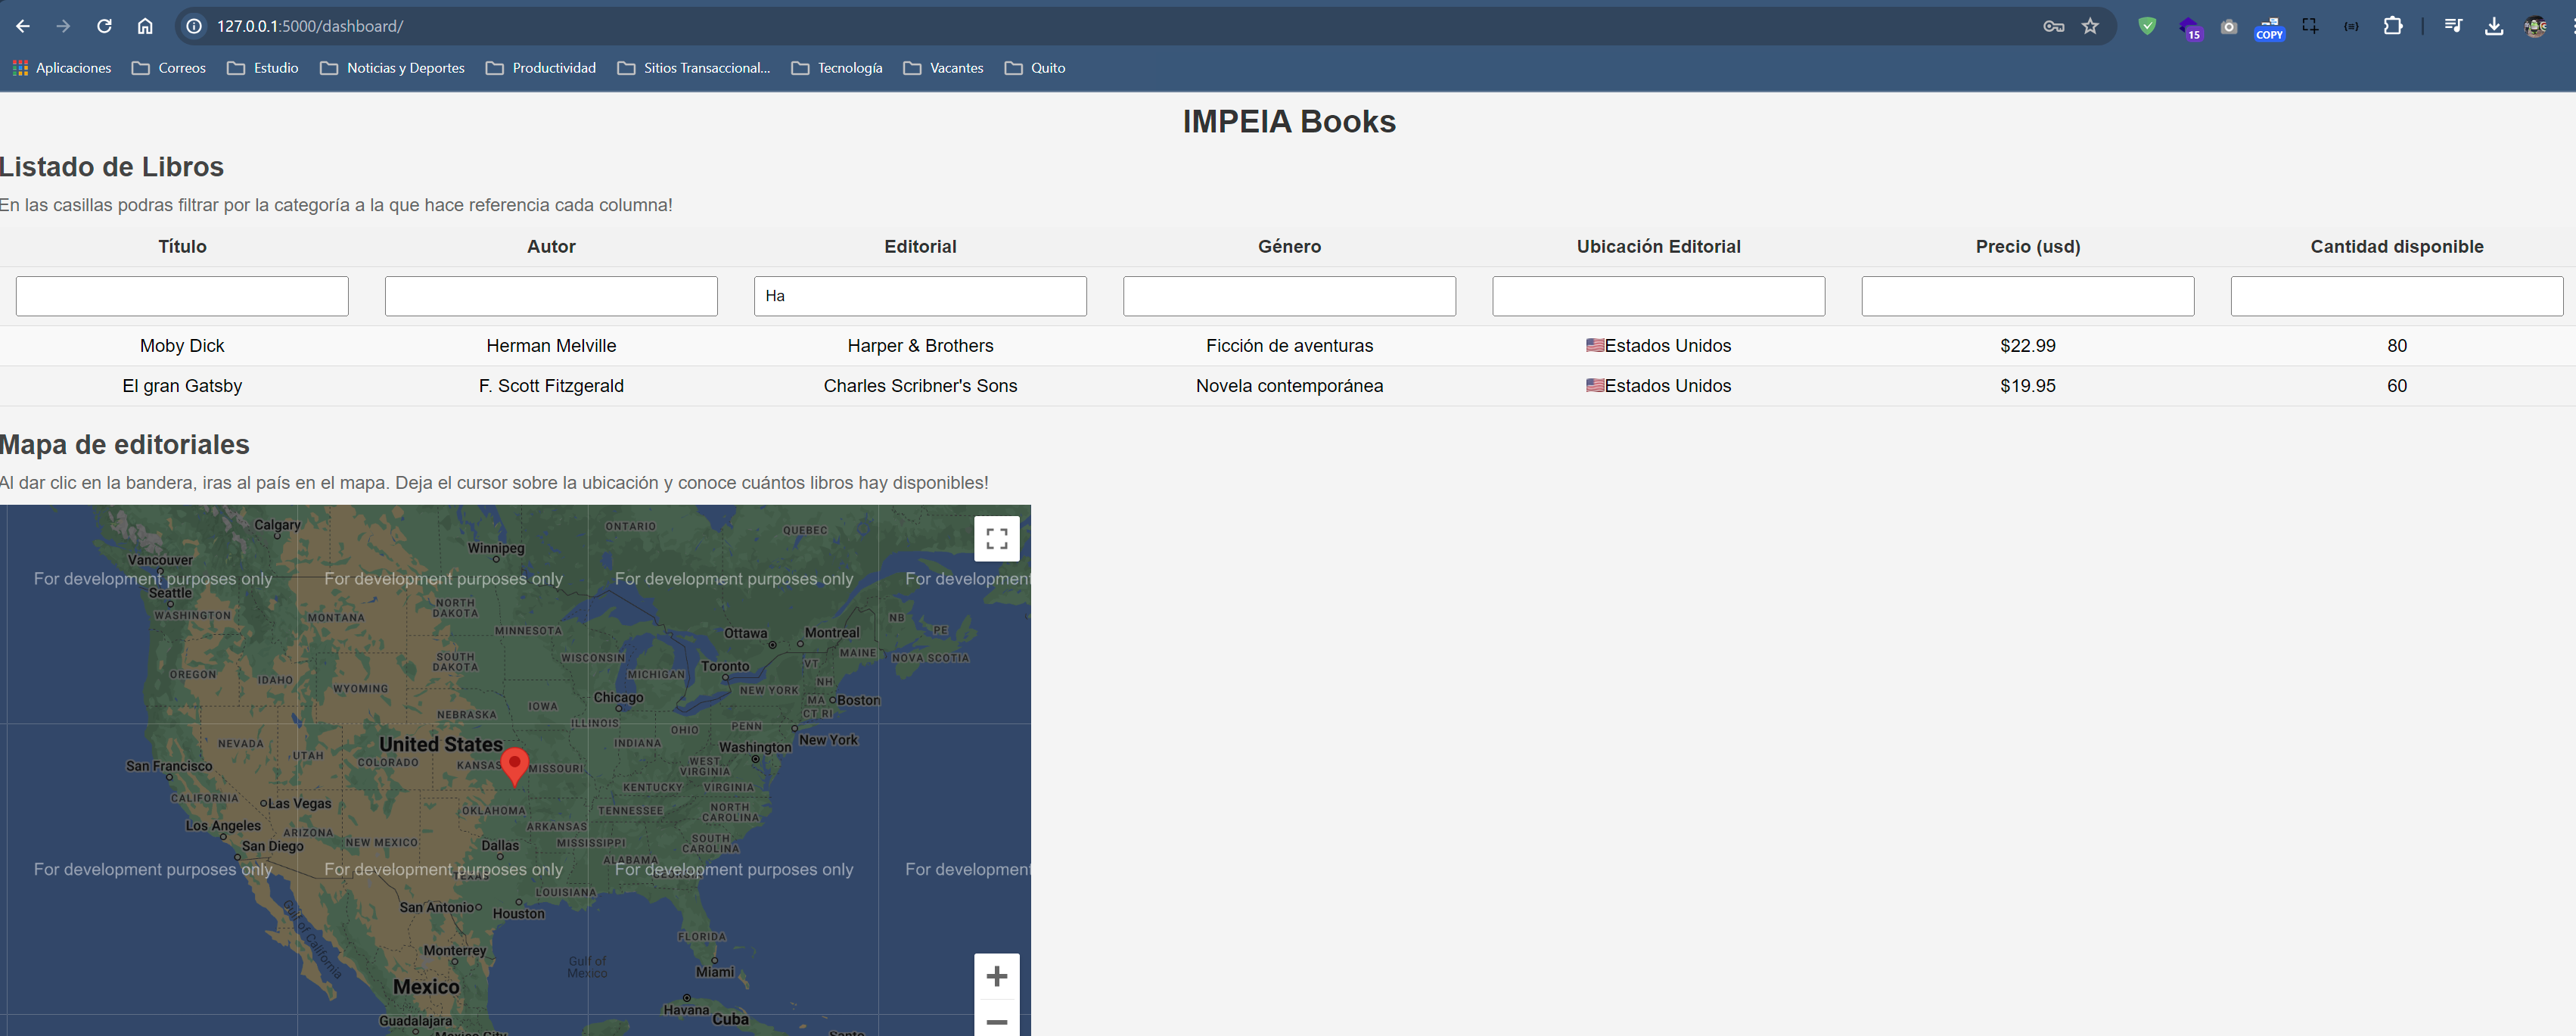 127.0.0.1:5000/dashboard/
15
COPY
Aplicaciones
Correos
Estudio
Noticias y Deportes
Productividad
Sitios Transaccional...
Tecnología
Vacantes
Quito
IMPEIA Books
Listado de Libros
En las casillas podras filtrar por la categoría a la que hace referencia cada columna!
Título Autor Editorial Género Ubicación Editorial Precio (usd) Cantidad disponible
Ha
Moby Dick Herman Melville Harper & Brothers Ficción de aventuras Estados Unidos $22.99 80
El gran Gatsby F. Scott Fitzgerald Charles Scribner's Sons Novela contemporánea Estados Unidos $19.95 60
Mapa de editoriales
Al dar clic en la bandera, iras al país en el mapa. Deja el cursor sobre la ubicación y conoce cuántos libros hay disponibles!
Calgary
ONTARIO
QUEBEC
Winnipeg
Vancouver
For development purposes only
For development purposes only
For development purposes only
For development
Seattle
WASHINGTON
MONTANA
NORTH
DAKOTA
MINNESOTA
NB
PE
Ottawa
Montreal
MAINE
NOVA SCOTIA
SOUTH
DAKOTA
WISCONSIN
Toronto
VT
OREGON
IDAHO
WYOMING
MICHIGAN
NEW YORK
NH
MA
Boston
CT RI
Chicago
IOWA
NEBRASKA
ILLINOIS
INDIANA
OHIO
PENN
New York
NEVADA
UTAH
United States
COLORADO
KANSAS
MISSOURI
Washington
WEST
VIRGINIA
San Francisco
KENTUCKY
VIRGINIA
CALIFORNIA
Las Vegas
OKLAHOMA
TENNESSEE
NORTH
CAROLINA
Los Angeles
ARIZONA
NEW MEXICO
ARKANSAS
San Diego
Dallas
MISSISSIPPI
SOUTH
CAROLINA
ALABAMA
For development purposes only
For development purposes only
For development purposes only
For development
TEXAS
GEORGIA
LOUISIANA
San Antonio
Houston
Gulf of
California
FLORIDA
Monterrey
Gulf of
Mexico
Miami
Mexico
Havana
Cuba
Guadalajara
Mexico City
Santo